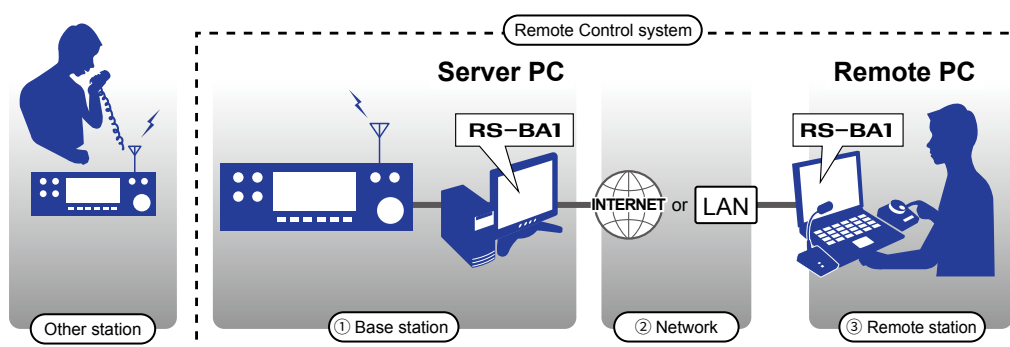 Remote Control system
Server PC
Remote PC
RS-BA1
RS-BA1
INTERNET or LAN
Other station
① Base station
② Network
③ Remote station